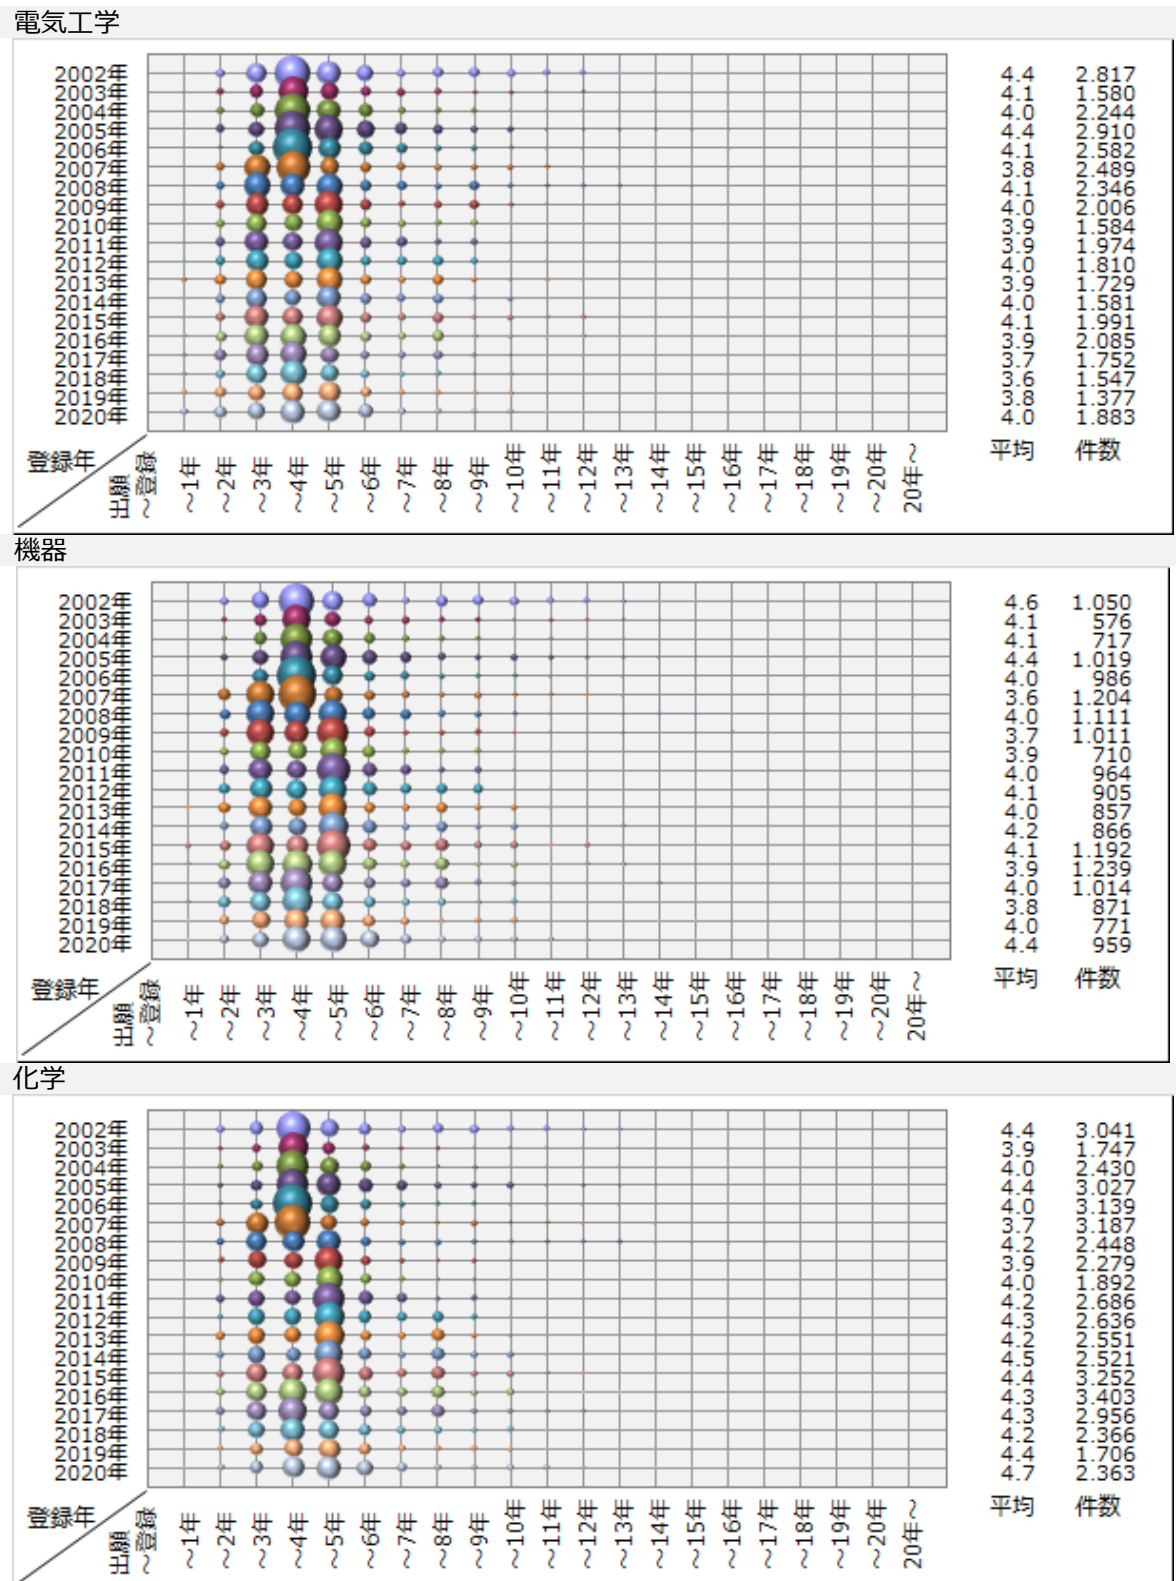 電気工学
2002年 4.4 2.817
2003年 4.1 1.580
2004年 4.0 2.244
2005年 4.4 2.910
2006年 4.1 2.582
2007年 3.8 2.489
2008年 4.1 2.346
2009年 4.0 2.006
2010年 3.9 1.584
2011年 3.9 1.974
2012年 4.0 1.810
2013年 3.9 1.729
2014年 4.0 1.581
2015年 4.1 1.991
2016年 3.9 2.085
2017年 3.7 1.752
2018年 3.6 1.547
2019年 3.8 1.377
2020年 4.0 1.883
登録年 出願～登録 ～1年 ～2年 ～3年 ～4年 ～5年 ～6年 ～7年 ～8年 ～9年 ～10年 ～11年 ～12年 ～13年 ～14年 ～15年 ～16年 ～17年 ～18年 ～19年 ～20年 20年～ 平均 件数
機器
2002年 4.6 1.050
2003年 4.1 576
2004年 4.1 717
2005年 4.4 1.019
2006年 4.0 986
2007年 3.6 1.204
2008年 4.0 1.111
2009年 3.7 1.011
2010年 3.9 710
2011年 4.0 964
2012年 4.1 905
2013年 4.0 857
2014年 4.2 866
2015年 4.1 1.192
2016年 3.9 1.239
2017年 4.0 1.014
2018年 3.8 871
2019年 4.0 771
2020年 4.4 959
登録年 出願～登録 ～1年 ～2年 ～3年 ～4年 ～5年 ～6年 ～7年 ～8年 ～9年 ～10年 ～11年 ～12年 ～13年 ～14年 ～15年 ～16年 ～17年 ～18年 ～19年 ～20年 20年～ 平均 件数
化学
2002年 4.4 3.041
2003年 3.9 1.747
2004年 4.0 2.430
2005年 4.4 3.027
2006年 4.0 3.139
2007年 3.7 3.187
2008年 4.2 2.448
2009年 3.9 2.279
2010年 4.0 1.892
2011年 4.2 2.686
2012年 4.3 2.636
2013年 4.2 2.551
2014年 4.5 2.521
2015年 4.4 3.252
2016年 4.3 3.403
2017年 4.3 2.956
2018年 4.2 2.366
2019年 4.4 1.706
2020年 4.7 2.363
登録年 出願～登録 ～1年 ～2年 ～3年 ～4年 ～5年 ～6年 ～7年 ～8年 ～9年 ～10年 ～11年 ～12年 ～13年 ～14年 ～15年 ～16年 ～17年 ～18年 ～19年 ～20年 20年～ 平均 件数